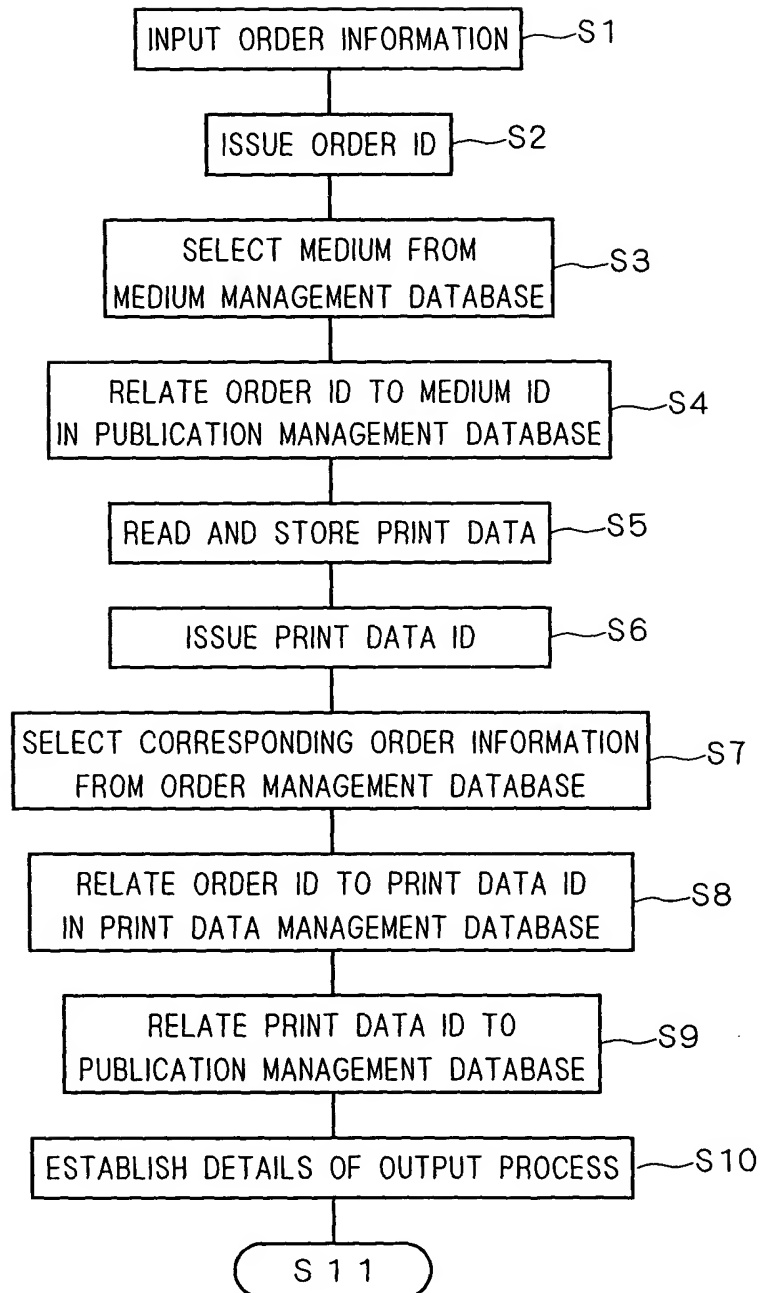 INPUT ORDER INFORMATION
S1
ISSUE ORDER ID
S2
SELECT MEDIUM FROM
MEDIUM MANAGEMENT DATABASE
S3
RELATE ORDER ID TO MEDIUM ID
IN PUBLICATION MANAGEMENT DATABASE
S4
READ AND STORE PRINT DATA
S5
ISSUE PRINT DATA ID
S6
SELECT CORRESPONDING ORDER INFORMATION
FROM ORDER MANAGEMENT DATABASE
S7
RELATE ORDER ID TO PRINT DATA ID
IN PRINT DATA MANAGEMENT DATABASE
S8
RELATE PRINT DATA ID TO
PUBLICATION MANAGEMENT DATABASE
S9
ESTABLISH DETAILS OF OUTPUT PROCESS
S10
S11